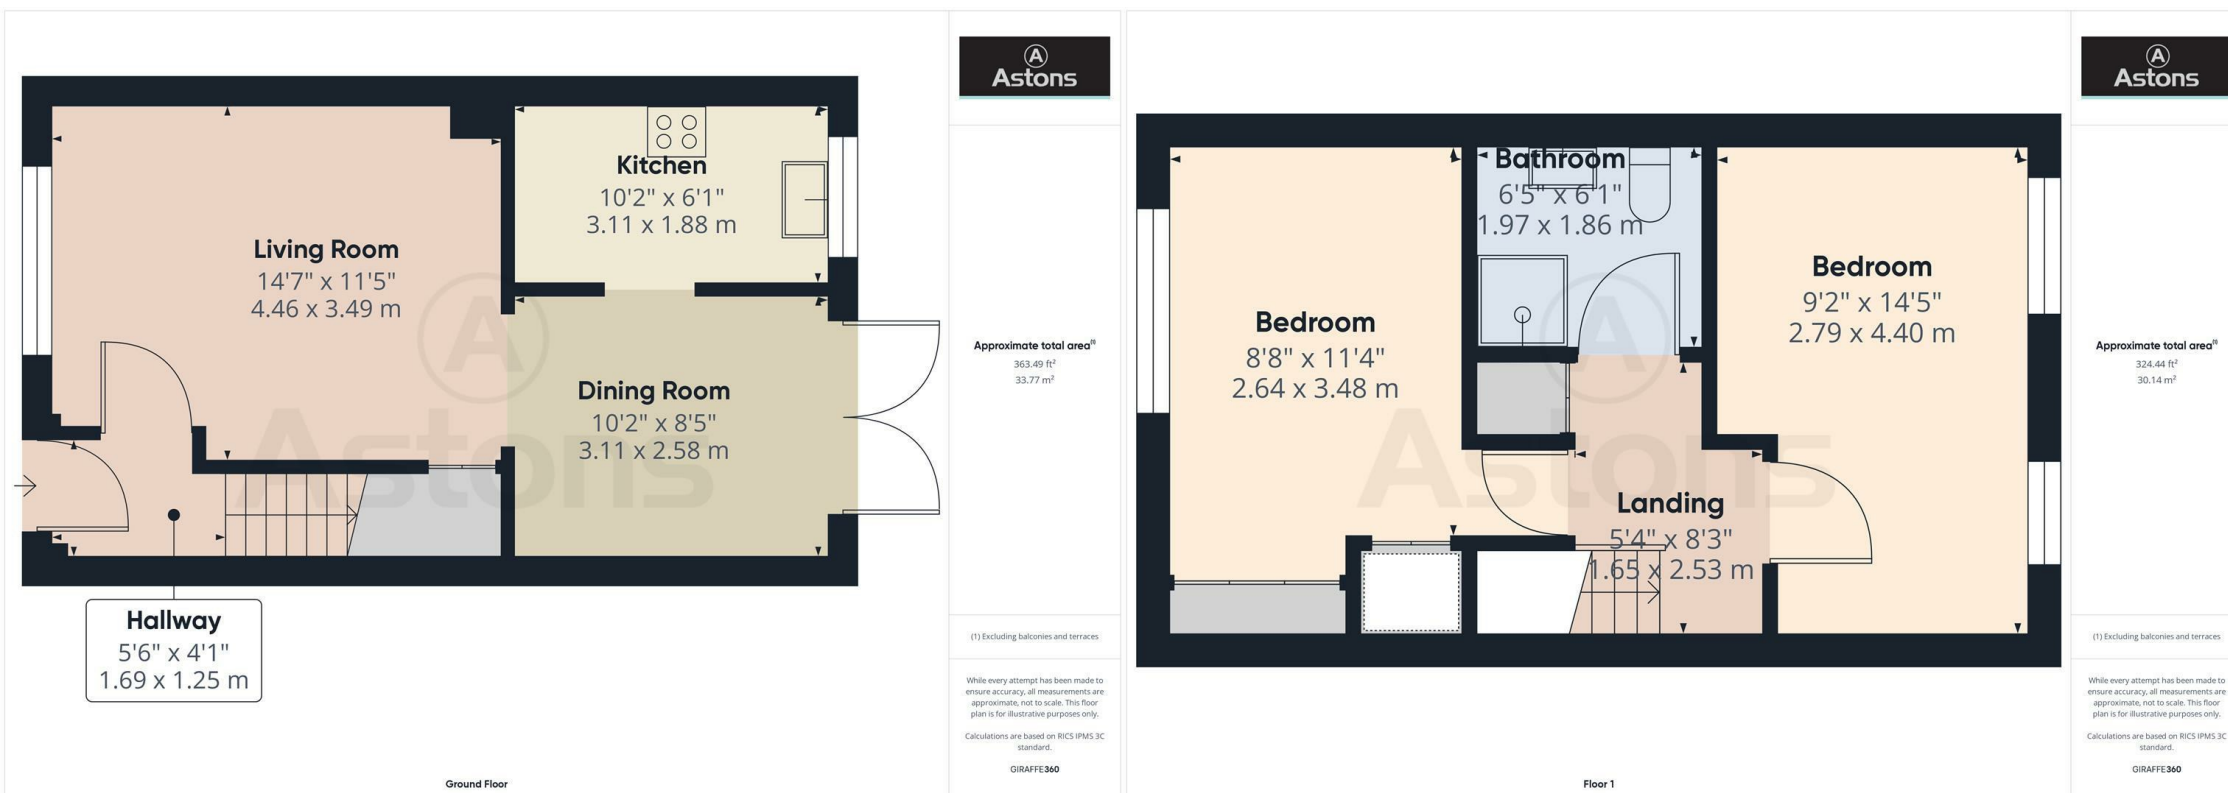 Living Room
14'7" x 11'5"
4.46 x 3.49 m
Kitchen
10'2" x 6'1"
3.11 x 1.88 m
Dining Room
10'2" x 8'5"
3.11 x 2.58 m
Hallway
5'6" x 4'1"
1.69 x 1.25 m
A
Astons
Ground Floor
A
Astons
Approximate total area(1)
363.49 ft²
33.77 m²
(1) Excluding balconies and terraces
While every attempt has been made to
ensure accuracy, all measurements are
approximate, not to scale. This floor
plan is for illustrative purposes only.
Calculations are based on RICS IPMS 3C
standard.
GIRAFFE360
Bedroom
8'8" x 11'4"
2.64 x 3.48 m
Bathroom
6'5" x 6'1"
1.97 x 1.86 m
Bedroom
9'2" x 14'5"
2.79 x 4.40 m
Landing
5'4" x 8'3"
1.65 x 2.53 m
A
Astons
Floor 1
A
Astons
Approximate total area(1)
324.44 ft²
30.14 m²
(1) Excluding balconies and terraces
While every attempt has been made to
ensure accuracy, all measurements are
approximate, not to scale. This floor
plan is for illustrative purposes only.
Calculations are based on RICS IPMS 3C
standard.
GIRAFFE360